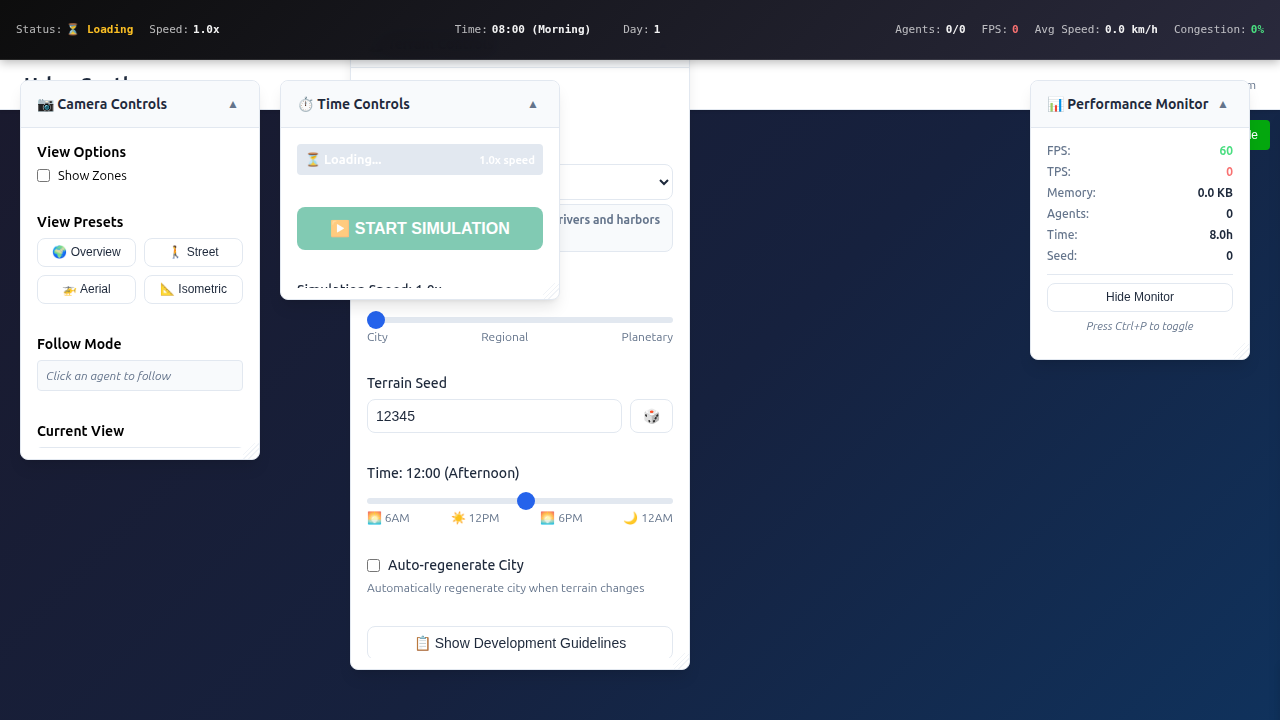 Status: ⏳ Loading Speed: 1.0x Time: 08:00 (Morning) Day: 1 Agents: 0/0 FPS: 0 Avg Speed: 0.0 km/h Congestion: 0%
📷 Camera Controls ▲
View Options
Show Zones
View Presets
🌍 Overview 🚶 Street
🚁 Aerial 📐 Isometric
Follow Mode
Click an agent to follow
Current View
⏱️ Time Controls ▲
⏳ Loading... 1.0x speed
▶️ START SIMULATION
Simulation Speed: 1.0x
rivers and harbors
City Regional Planetary
Terrain Seed
12345 🎲
Time: 12:00 (Afternoon)
🌅 6AM ☀️ 12PM 🌅 6PM 🌙 12AM
Auto-regenerate City
Automatically regenerate city when terrain changes
📋 Show Development Guidelines
📊 Performance Monitor ▲
FPS: 60
TPS: 0
Memory: 0.0 KB
Agents: 0
Time: 8.0h
Seed: 0
Hide Monitor
Press Ctrl+P to toggle